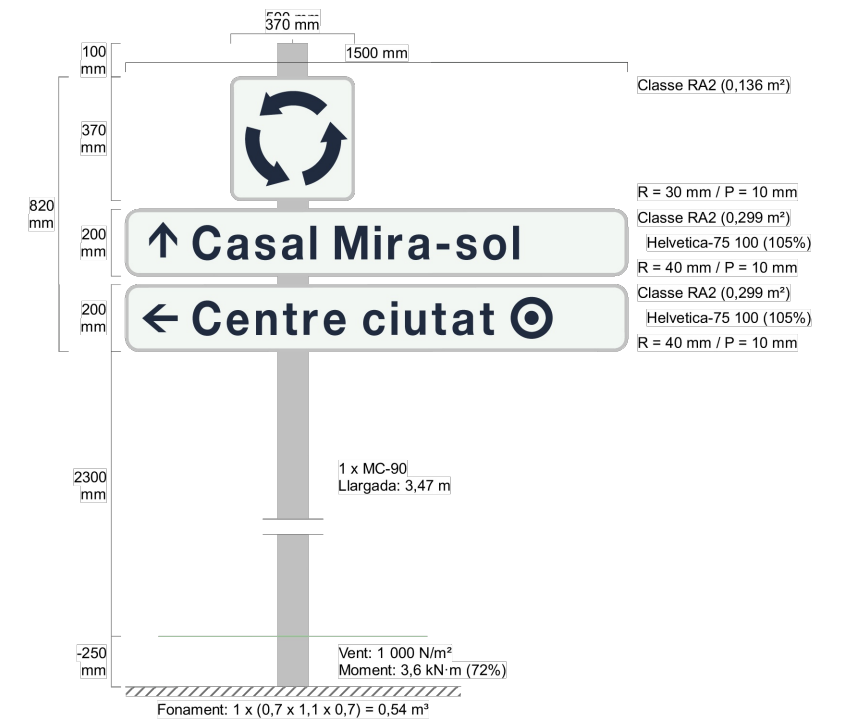 370 mm
1500 mm
100
mm
Classe RA2 (0,136 m²)
370
mm
R = 30 mm / P = 10 mm
820
mm
200
mm
Casal Mira-sol
Classe RA2 (0,299 m²)
Helvetica-75 100 (105%)
R = 40 mm / P = 10 mm
200
mm
Centre ciutat
Classe RA2 (0,299 m²)
Helvetica-75 100 (105%)
R = 40 mm / P = 10 mm
2300
mm
1 x MC-90
Llargada: 3,47 m
-250
mm
Vent: 1 000 N/m²
Moment: 3,6 kN·m (72%)
Fonament: 1 x (0,7 x 1,1 x 0,7) = 0,54 m³